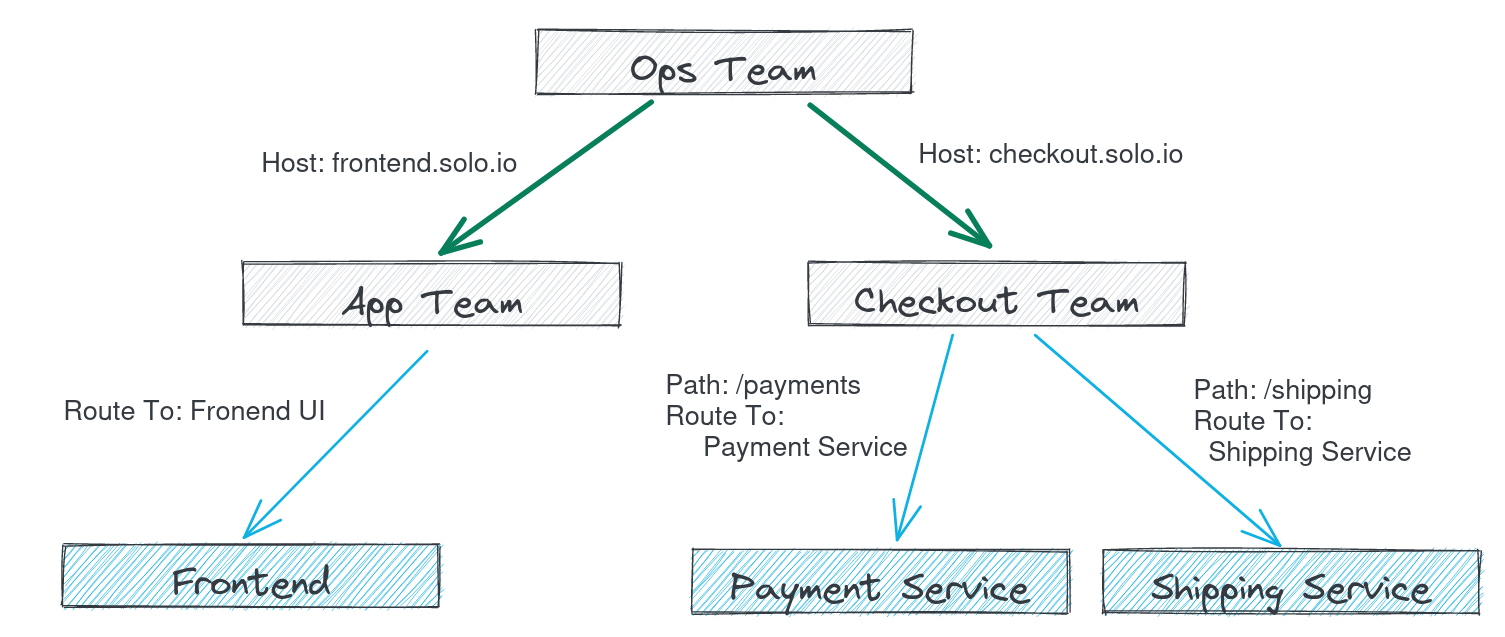 Ops Team
Host: frontend.solo.io
Host: checkout.solo.io
App Team
Checkout Team
Route To: Fronend UI
Path: /payments
Route To:
Payment Service
Path: /shipping
Route To:
Shipping Service
Frontend
Payment Service
Shipping Service